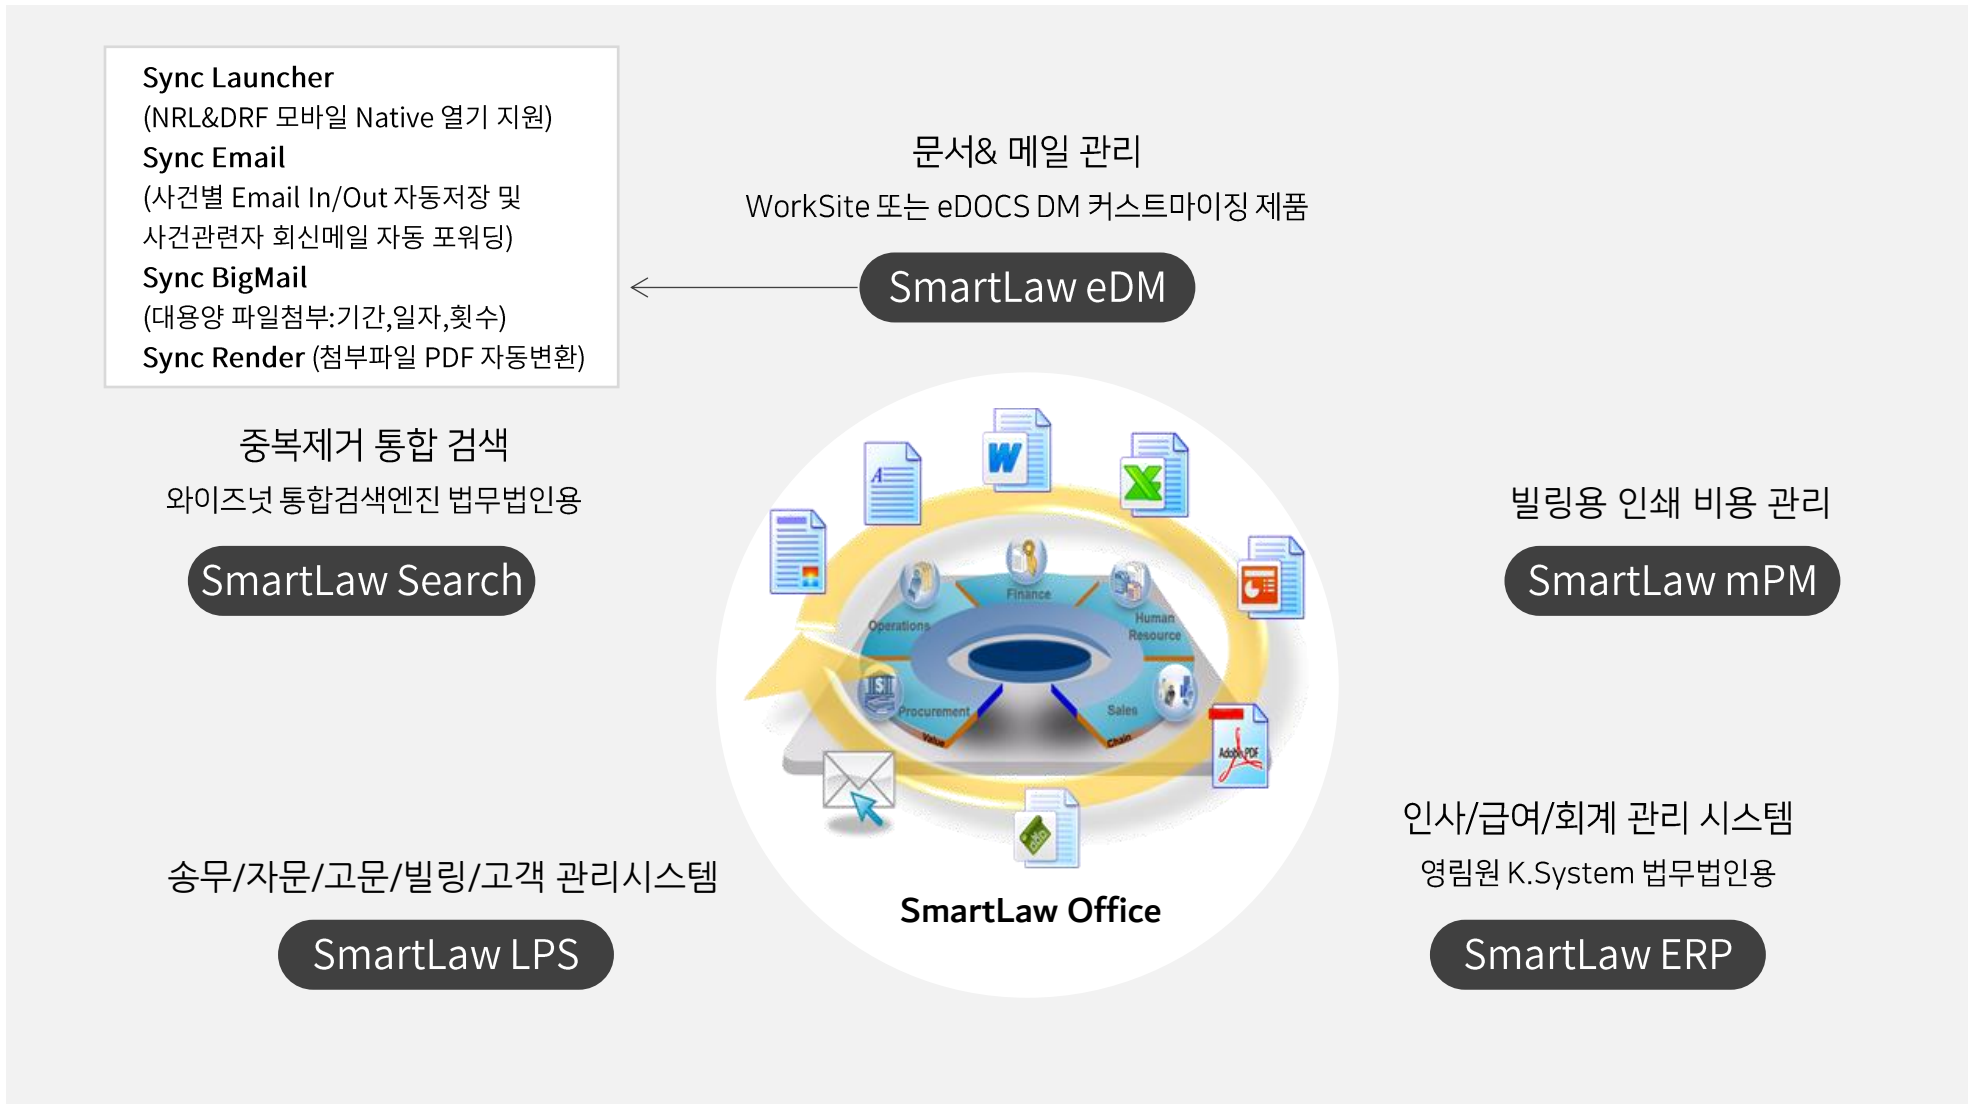 Sync Launcher
(NRL&DRF 모바일 Native 열기 지원)
Sync Email
(사건별 Email In/Out 자동저장 및
사건관련자 회신메일 자동 포워딩)
Sync BigMail
(대용양 파일첨부:기간,일자,횟수)
Sync Render (첨부파일 PDF 자동변환)
문서& 메일 관리
WorkSite 또는 eDOCS DM 커스트마이징 제품
SmartLaw eDM
중복제거 통합 검색
와이즈넛 통합검색엔진 법무법인용
SmartLaw Search
빌링용 인쇄 비용 관리
SmartLaw mPM
W
A
X
Finance
Operations
Human
Resource
$
Procurement
Sales
Value
Chain
Adobe PDF
SmartLaw Office
송무/자문/고문/빌링/고객 관리시스템
SmartLaw LPS
인사/급여/회계 관리 시스템
영림원 K.System 법무법인용
SmartLaw ERP